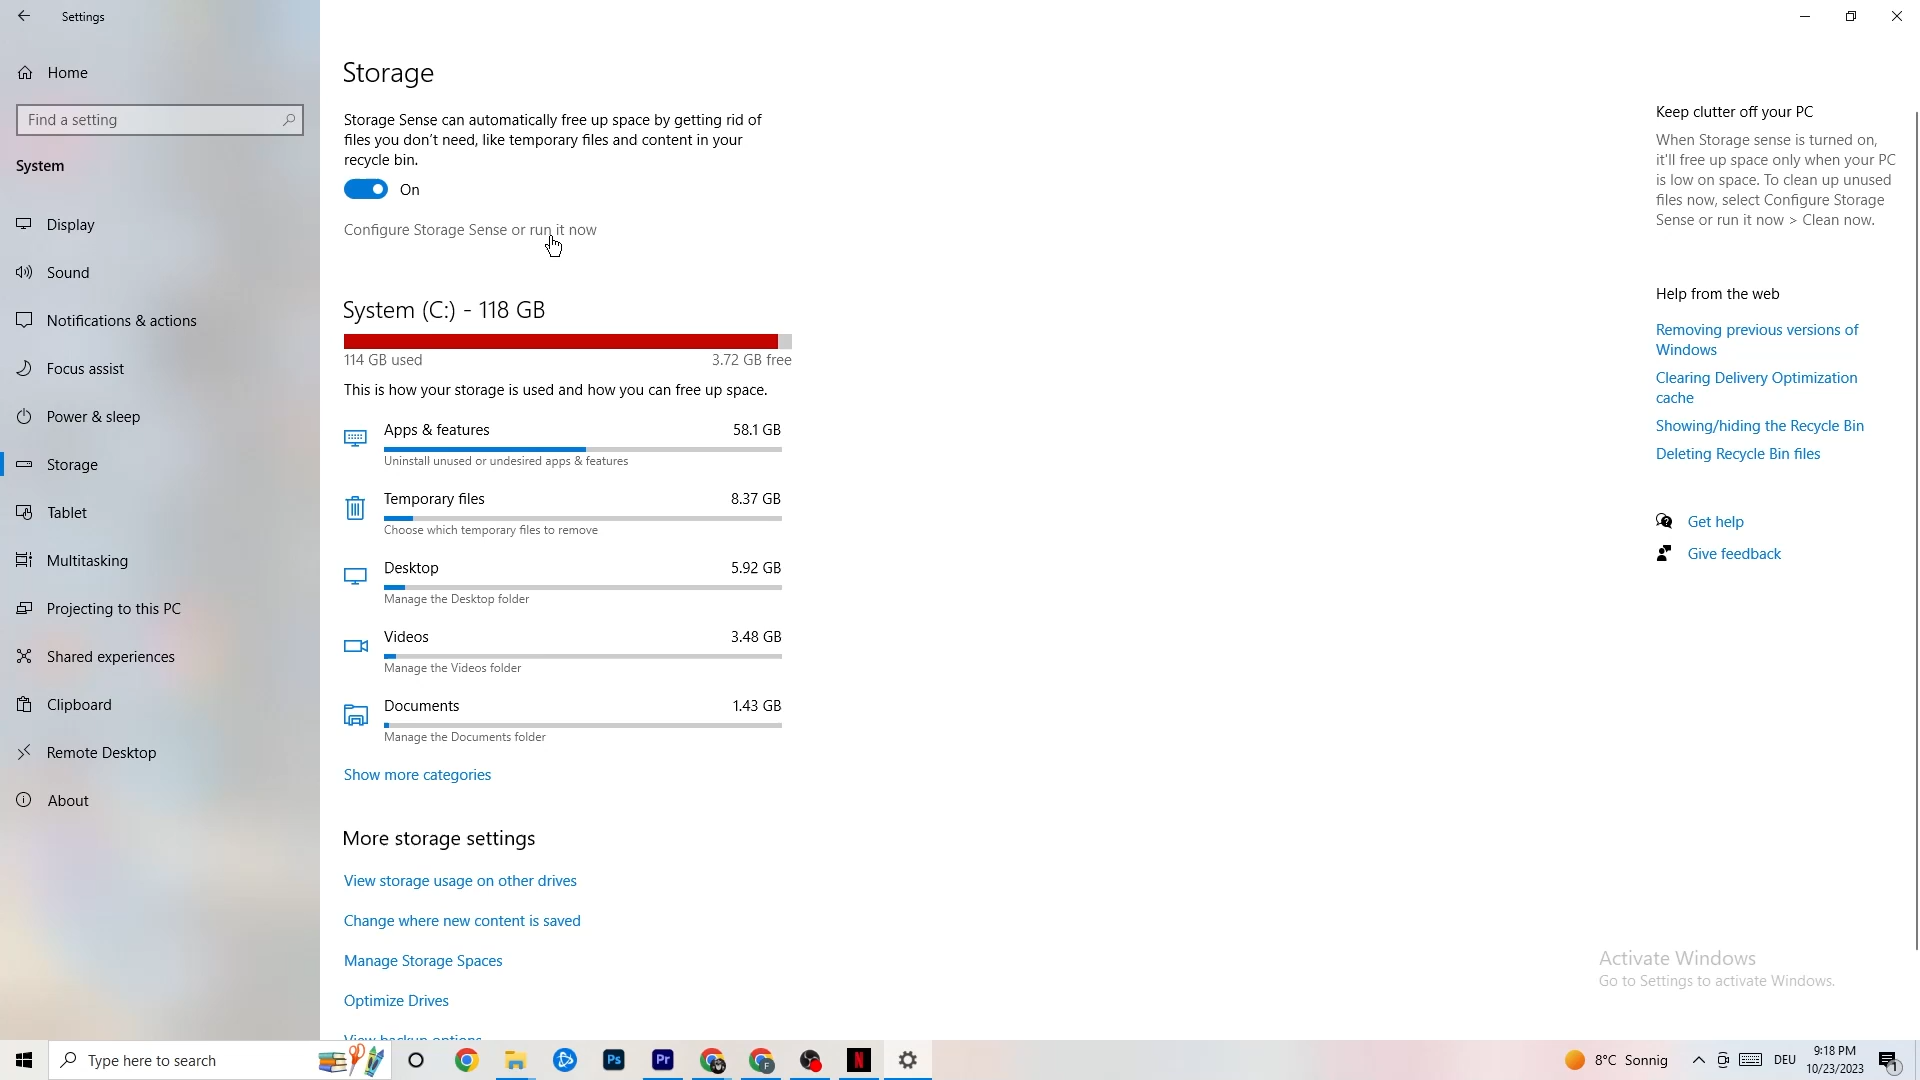 Settings
Home
Find a setting
System
Display
Sound
Notifications & actions
Focus assist
Power & sleep
Storage
Tablet
Multitasking
Projecting to this PC
Shared experiences
Clipboard
Remote Desktop
About
Storage
Storage Sense can automatically free up space by getting rid of
files you don't need, like temporary files and content in your
recycle bin.
On
Configure Storage Sense or run it now
System (C:) - 118 GB
114 GB used 3.72 GB free
This is how your storage is used and how you can free up space.
Apps & features 58.1 GB
Uninstall unused or undesired apps & features
Temporary files 8.37 GB
Choose which temporary files to remove
Desktop 5.92 GB
Manage the Desktop folder
Videos 3.48 GB
Manage the Videos folder
Documents 1.43 GB
Manage the Documents folder
Show more categories
More storage settings
View storage usage on other drives
Change where new content is saved
Manage Storage Spaces
Optimize Drives
View backup options
Keep clutter off your PC
When Storage sense is turned on,
it'll free up space only when your PC
is low on space. To clean up unused
files now, select Configure Storage
Sense or run it now > Clean now.
Help from the web
Removing previous versions of
Windows
Clearing Delivery Optimization
cache
Showing/hiding the Recycle Bin
Deleting Recycle Bin files
Get help
Give feedback
Activate Windows
Go to Settings to activate Windows.
Type here to search
Ps
Pr
F
N
8°C Sonnig
DEU
9:18 PM
10/23/2023
1